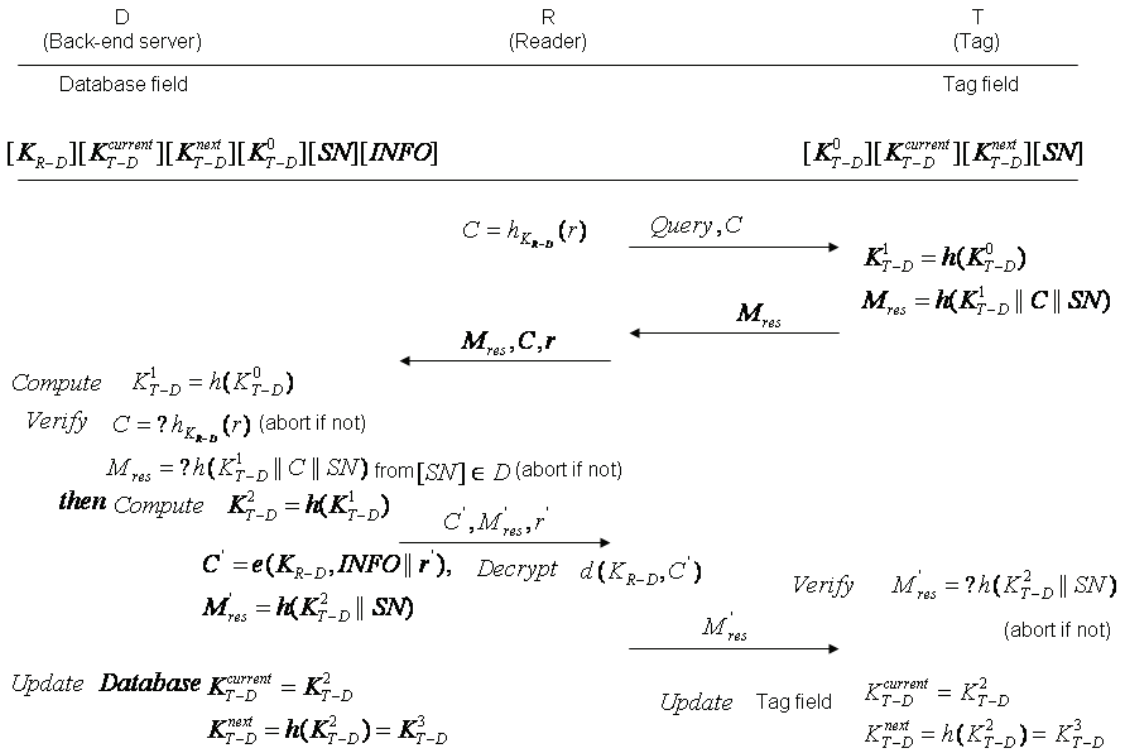 D R T
(Back-end server) (Reader) (Tag)
Database field Tag field
[K_{R-D}][K_{T-D}^{current}][K_{T-D}^{next}][K_{T-D}^{0}][SN][INFO] [K_{T-D}^{0}][K_{T-D}^{current}][K_{T-D}^{next}][SN]
C = h_{K_{R-D}}(r) Query, C
K_{T-D}^{1} = h(K_{T-D}^{0})
M_{res} = h(K_{T-D}^{1} || C || SN)
M_{res}
M_{res}, C, r
Compute K_{T-D}^{1} = h(K_{T-D}^{0})
Verify C = ? h_{K_{R-D}}(r) (abort if not)
M_{res} = ? h(K_{T-D}^{1} || C || SN) from [SN] ∈ D (abort if not)
then Compute K_{T-D}^{2} = h(K_{T-D}^{1})
C', M'_{res}, r'
C' = e(K_{R-D}, INFO || r'), Decrypt d(K_{R-D}, C')
M'_{res} = h(K_{T-D}^{2} || SN)
Verify M'_{res} = ? h(K_{T-D}^{2} || SN)
(abort if not)
M'_{res}
Update Database K_{T-D}^{current} = K_{T-D}^{2}
K_{T-D}^{next} = h(K_{T-D}^{2}) = K_{T-D}^{3}
Update Tag field K_{T-D}^{current} = K_{T-D}^{2}
K_{T-D}^{next} = h(K_{T-D}^{2}) = K_{T-D}^{3}